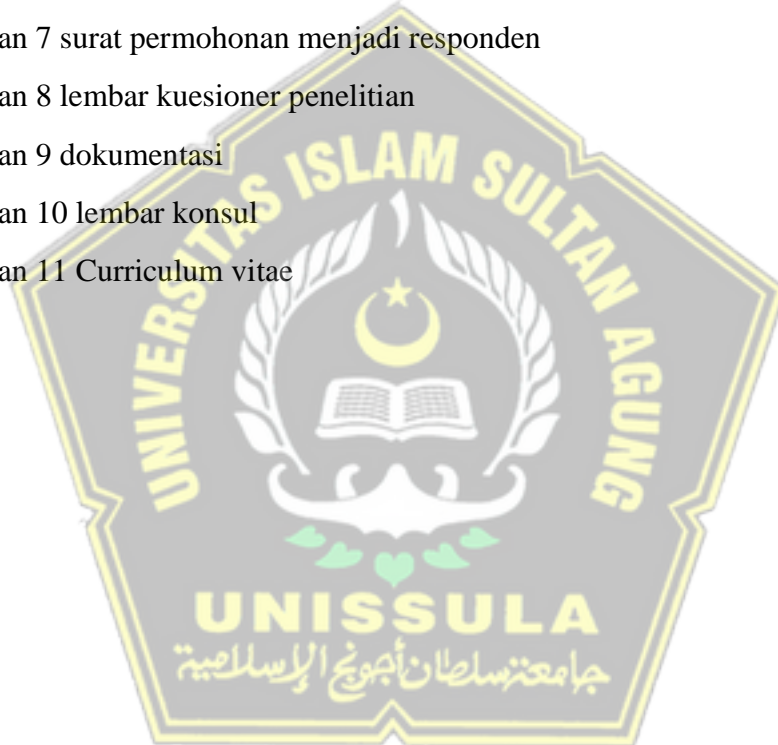 an 7 surat permohonan menjadi responden
an 8 lembar kuesioner penelitian
an 9 dokumentasi
an 10 lembar konsul
an 11 Curriculum vitae
UNIVERSITAS ISLAM SULTAN AGUNG
UNISSULA
جامعة سلطان أجونج الإسلامية